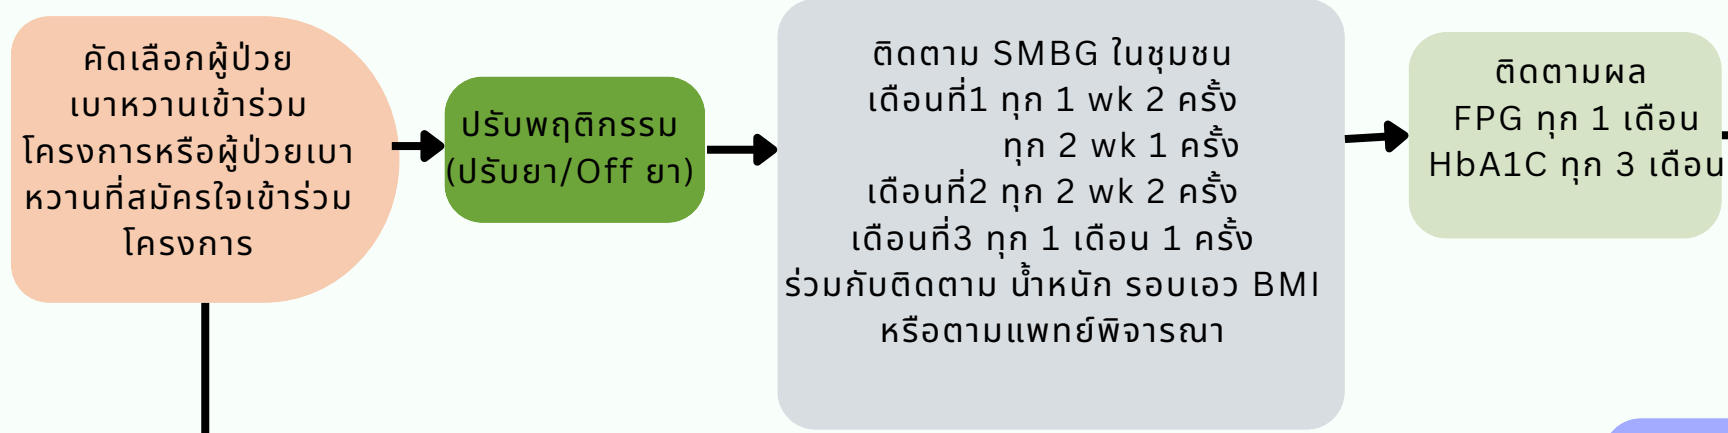 คัดเลือกผู้ป่วย
เบาหวานเข้าร่วม
โครงการหรือผู้ป่วยเบา
หวานที่สมัครใจเข้าร่วม
โครงการ
ปรับพฤติกรรม
(ปรับยา/Off ยา)
ติดตาม SMBG ในชุมชน
เดือนที่1 ทุก 1 wk 2 ครั้ง
ทุก 2 wk 1 ครั้ง
เดือนที่2 ทุก 2 wk 2 ครั้ง
เดือนที่3 ทุก 1 เดือน 1 ครั้ง
ร่วมกับติดตาม น้ำหนัก รอบเอว BMI
หรือตามแพทย์พิจารณา
ติดตามผล
FPG ทุก 1 เดือน
HbA1C ทุก 3 เดือน